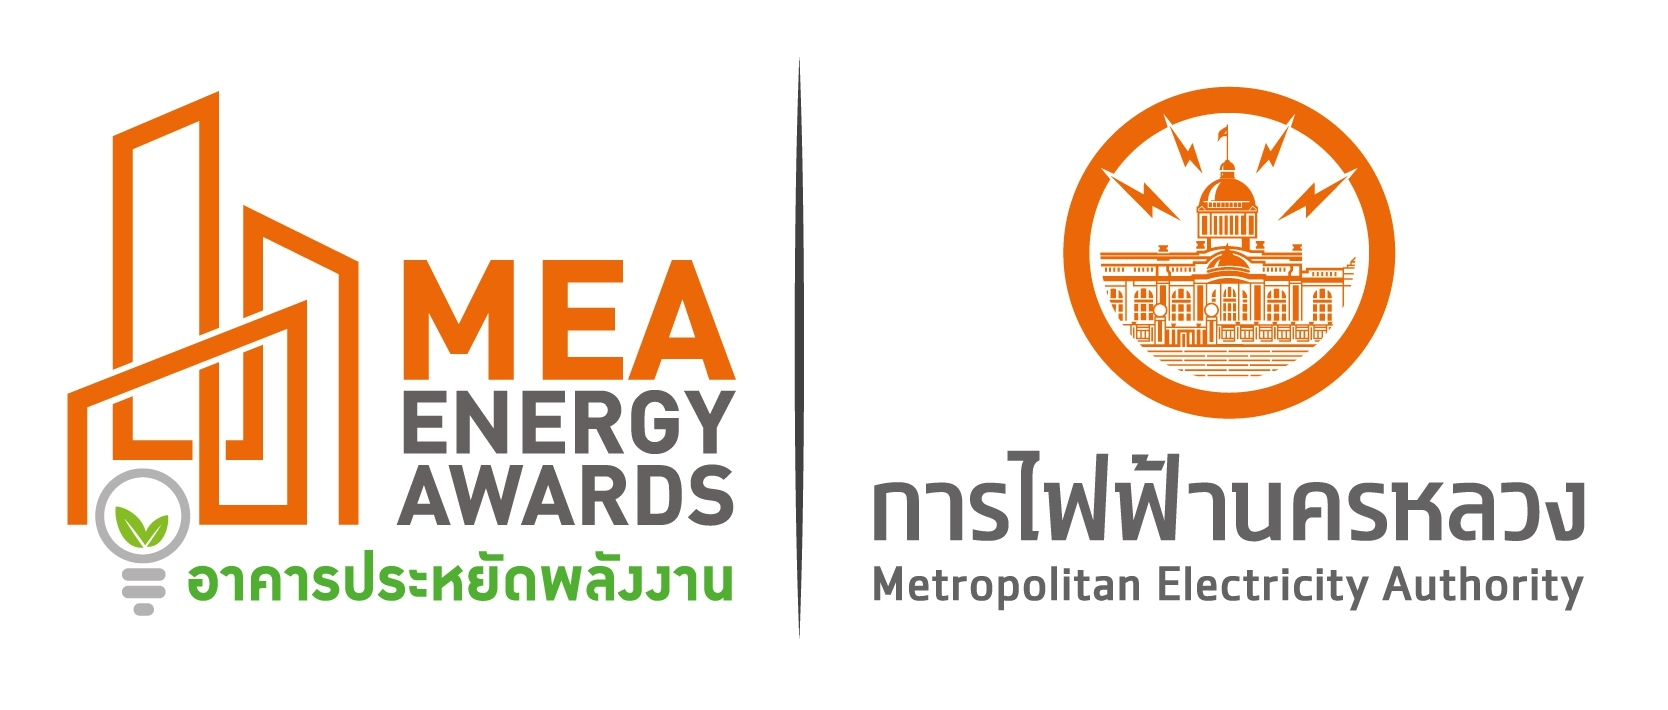 MEA
ENERGY
AWARDS
อาคารประหยัดพลังงาน
การไฟฟ้านครหลวง
Metropolitan Electricity Authority